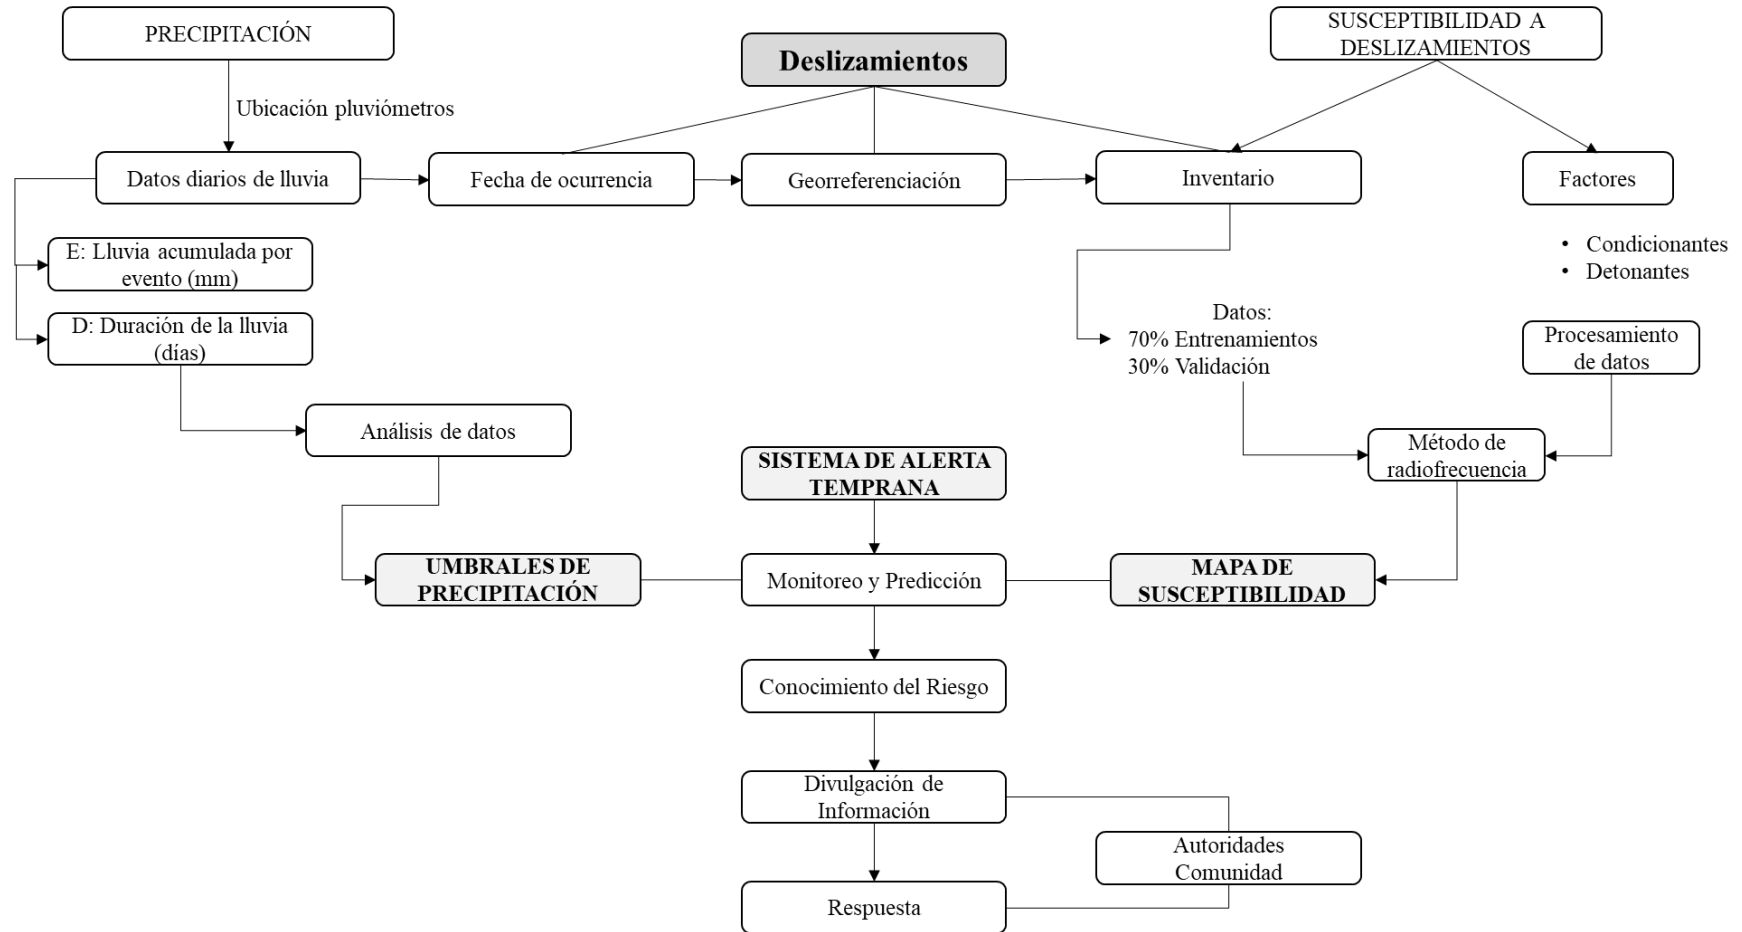 PRECIPITACIÓN
Deslizamientos
SUSCEPTIBILIDAD A
DESLIZAMIENTOS
Ubicación pluviómetros
Datos diarios de lluvia
Fecha de ocurrencia
Georreferenciación
Inventario
Factores
E: Lluvia acumulada por
evento (mm)
• Condicionantes
• Detonantes
D: Duración de la lluvia
(días)
Datos:
70% Entrenamientos
30% Validación
Procesamiento
de datos
Análisis de datos
Método de
radiofrecuencia
SISTEMA DE ALERTA
TEMPRANA
UMBRALES DE
PRECIPITACIÓN
Monitoreo y Predicción
MAPA DE
SUSCEPTIBILIDAD
Conocimiento del Riesgo
Divulgación de
Información
Autoridades
Comunidad
Respuesta